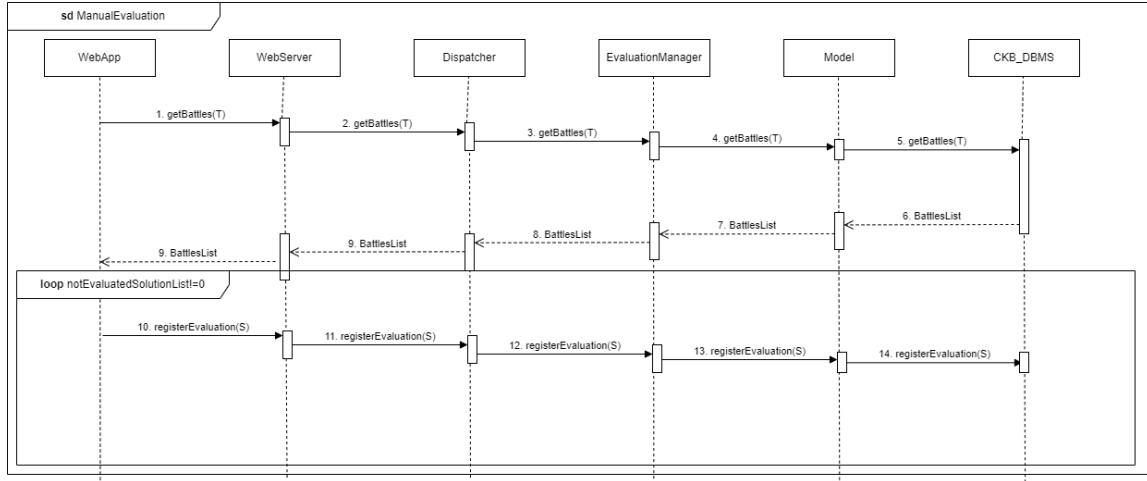 sd ManualEvaluation
WebApp
WebServer
Dispatcher
EvaluationManager
Model
CKB_DBMS
1. getBattles(T)
2. getBattles(T)
3. getBattles(T)
4. getBattles(T)
5. getBattles(T)
6. BattlesList
7. BattlesList
8. BattlesList
9. BattlesList
9. BattlesList
loop notEvaluatedSolutionList!=0
10. registerEvaluation(S)
11. registerEvaluation(S)
12. registerEvaluation(S)
13. registerEvaluation(S)
14. registerEvaluation(S)